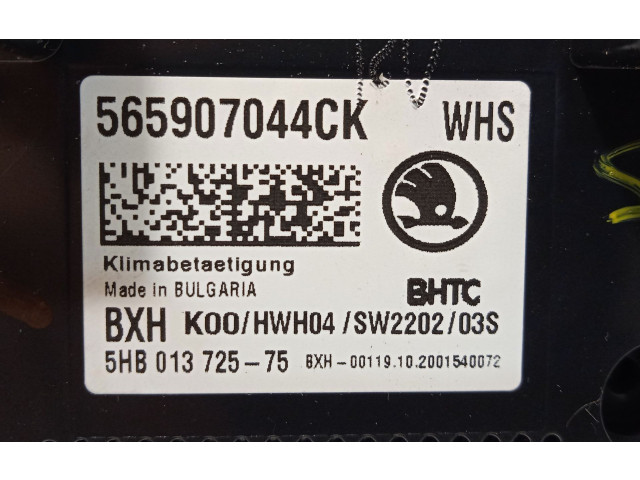 565907044CK WHS
Klimabetaetigung
Made in BULGARIA BHTC
BXH K00/HWH04/SW2202/03S
5HB 013 725-75 BXH-00119.10.2001540072